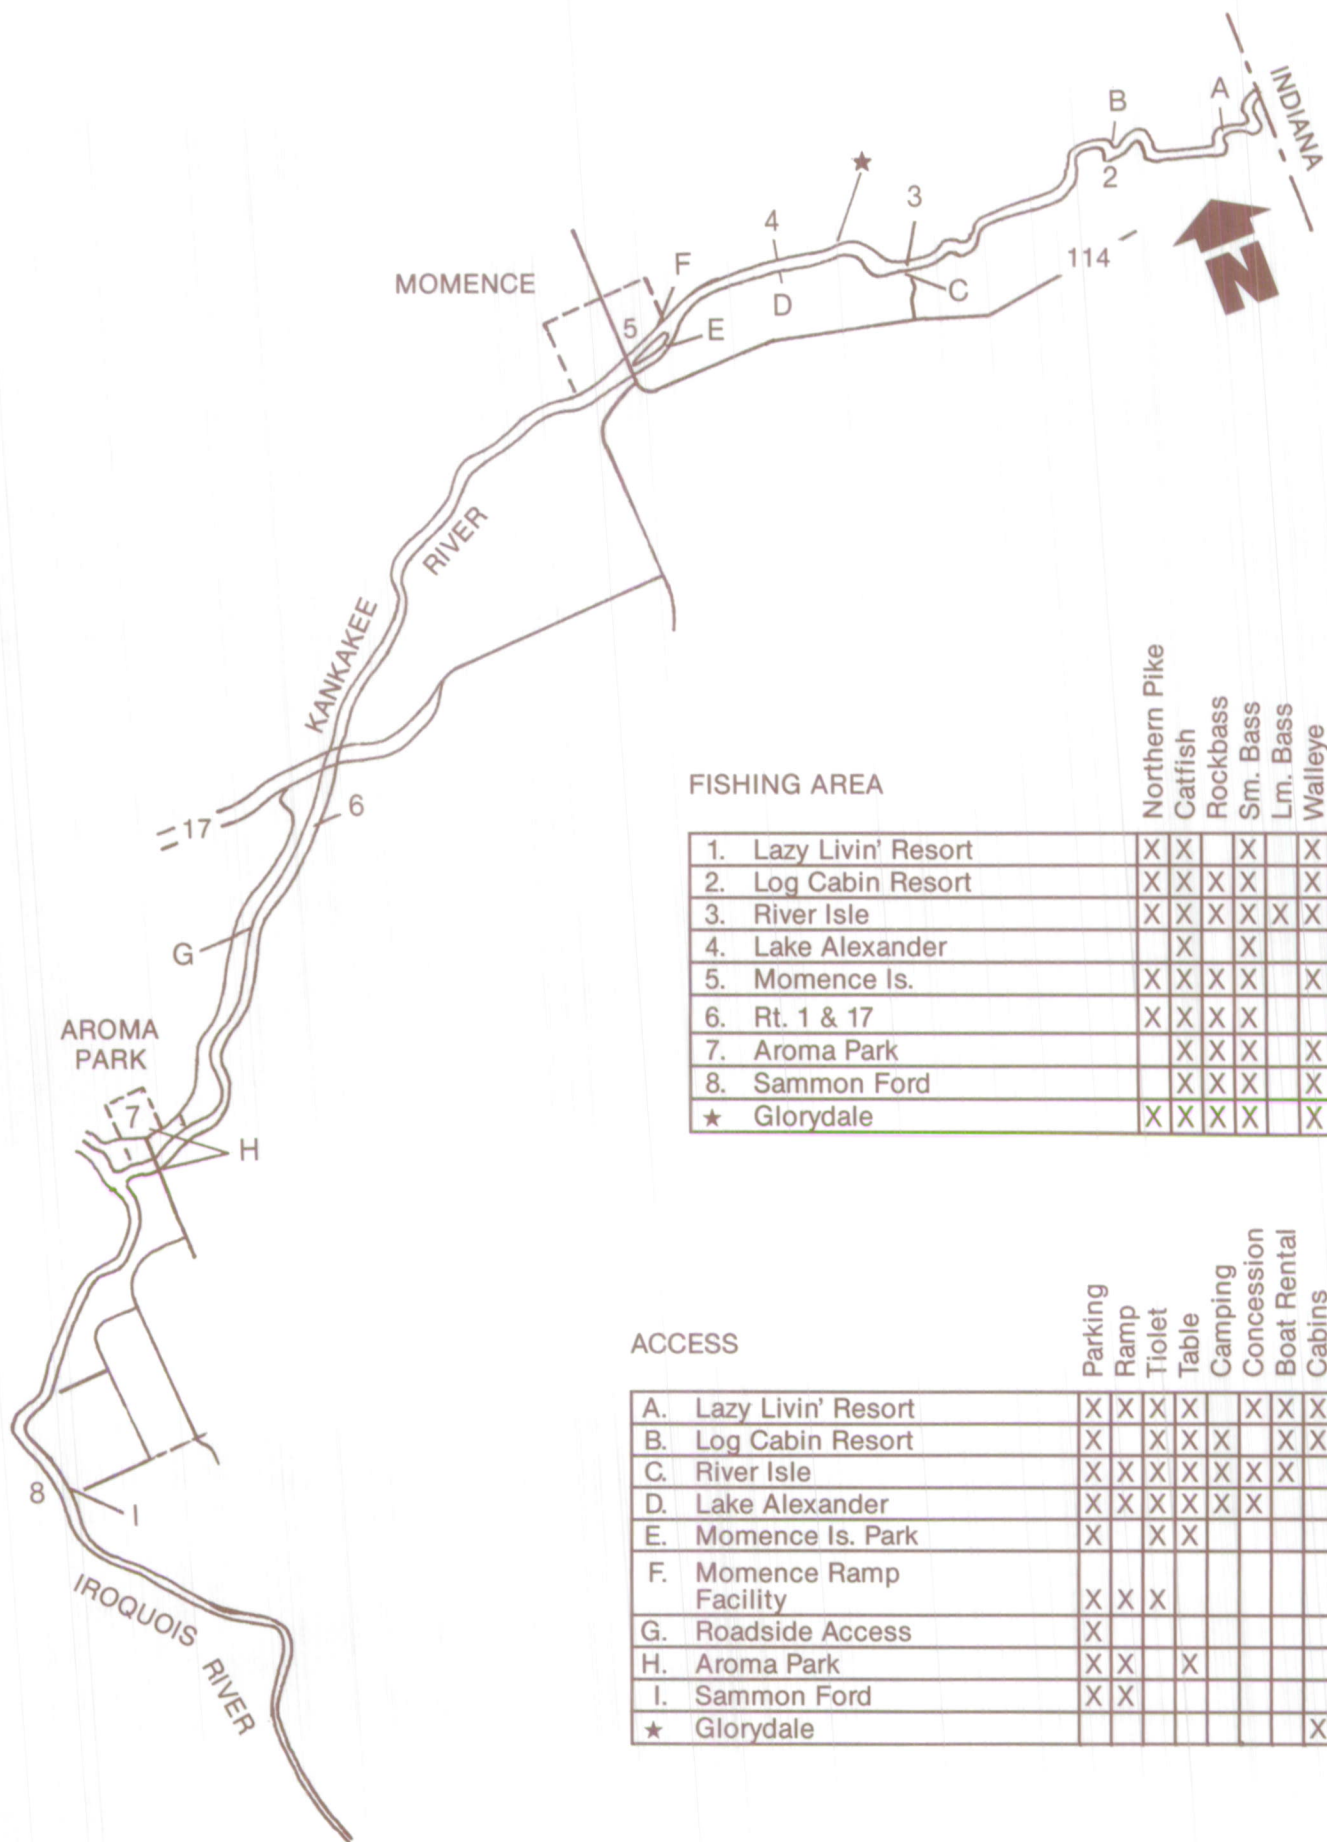 INDIANA
A
B
2
★
3
4
114
N
MOMENCE
F
C
D
5
E
RIVER
KANKAKEE
6
17
G
AROMA
PARK
7
H
8
I
IROQUOIS
RIVER
FISHING AREA Northern Pike Catfish Rockbass Sm. Bass Lm. Bass Walleye
1. Lazy Livin' Resort X X X X
2. Log Cabin Resort X X X X X
3. River Isle X X X X X X
4. Lake Alexander X X
5. Momence Is. X X X X X
6. Rt. 1 & 17 X X X X
7. Aroma Park X X X X
8. Sammon Ford X X X X
★ Glorydale X X X X X
ACCESS Parking Ramp Tiolet Table Camping Concession Boat Rental Cabins
A. Lazy Livin' Resort X X X X X X X
B. Log Cabin Resort X X X X X X
C. River Isle X X X X X X X
D. Lake Alexander X X X X X X
E. Momence Is. Park X X X
F. Momence Ramp
Facility X X X
G. Roadside Access X
H. Aroma Park X X X
I. Sammon Ford X X
★ Glorydale X